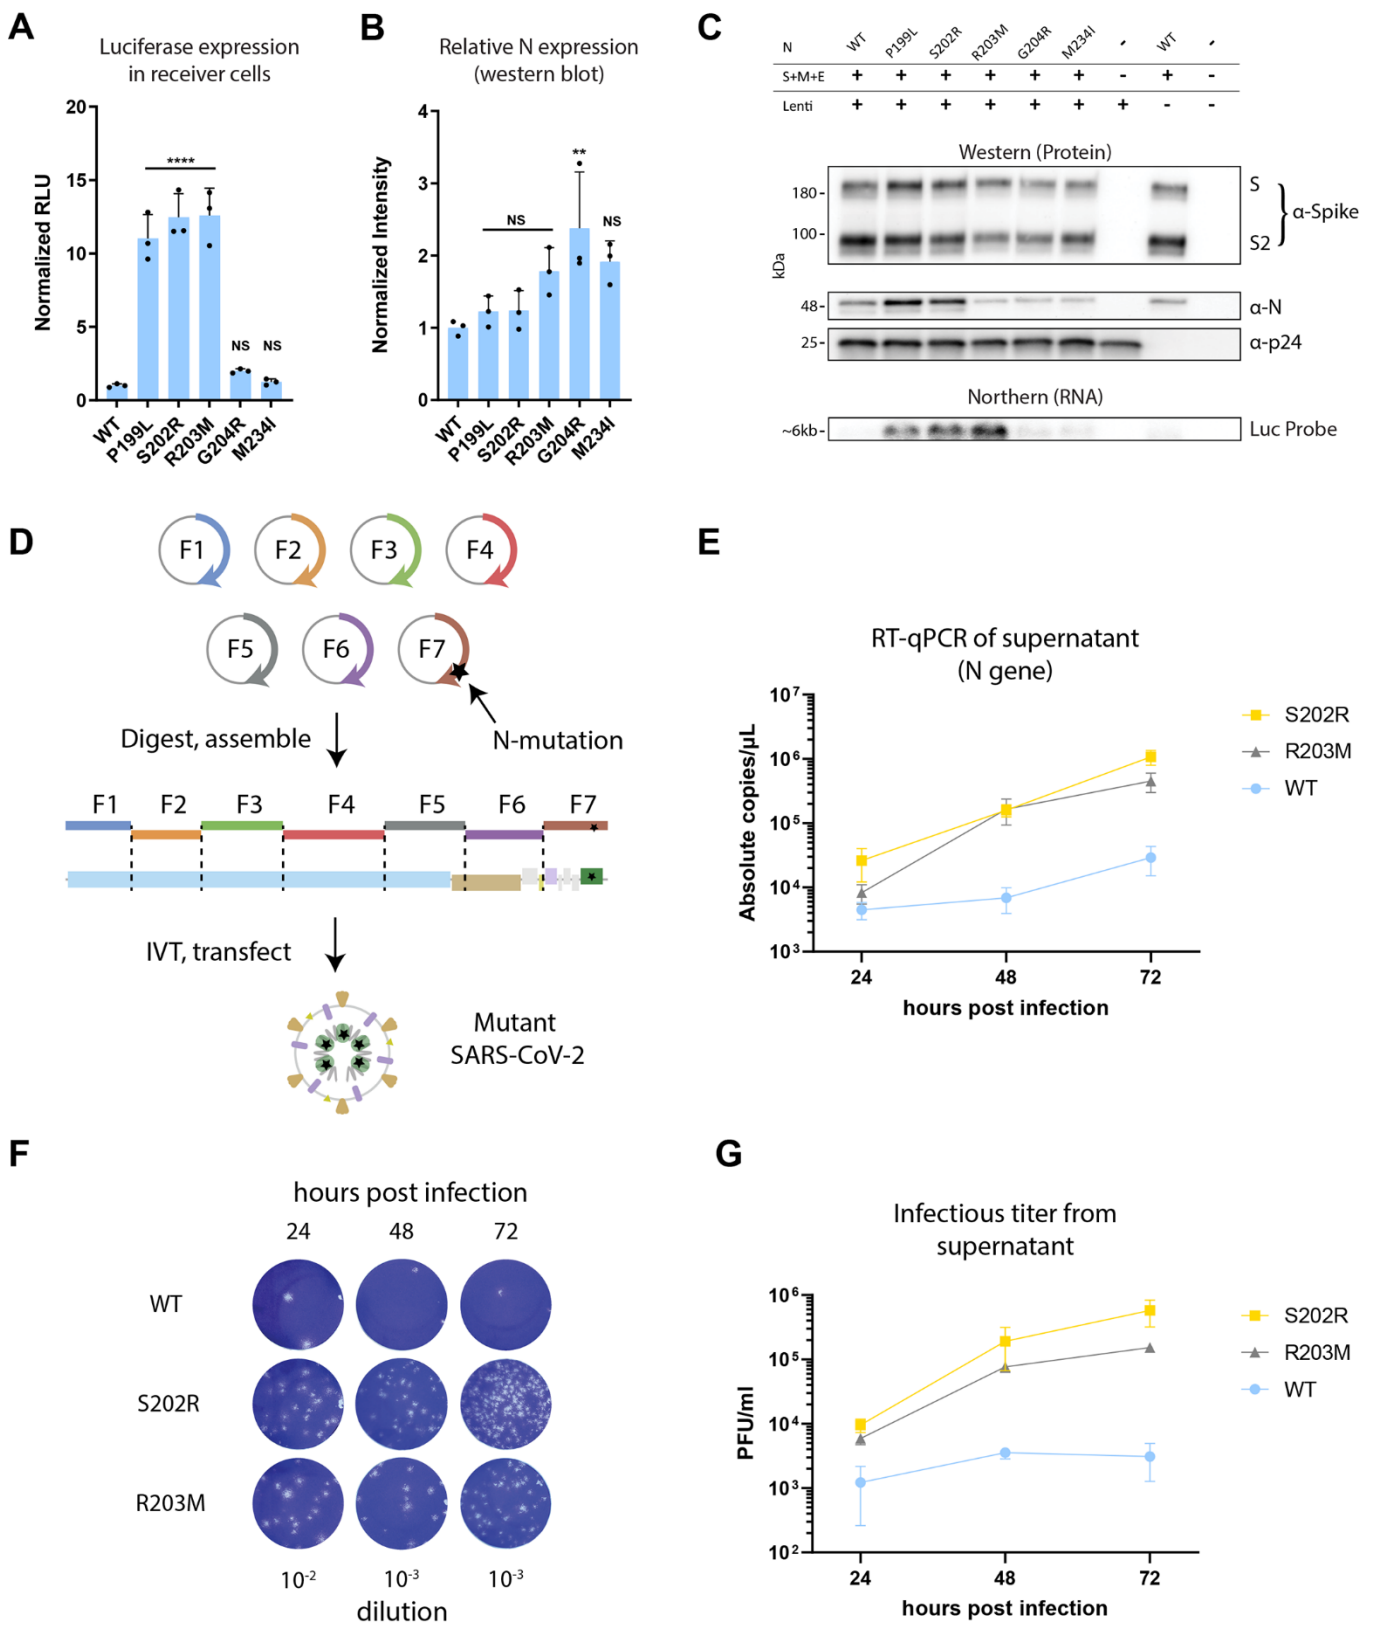 A
Luciferase expression
in receiver cells
Normalized RLU
20
15
10
5
0
****
NS
NS
WT
P199L
S202R
R203M
G204R
M234I
B
Relative N expression
(western blot)
Normalized Intensity
4
3
2
1
0
NS
**
NS
WT
P199L
S202R
R203M
G204R
M234I
C
N WT P199L S202R R203M G204R M234I - WT -
S+M+E + + + + + + - + -
Lenti + + + + + + + - -
Western (Protein)
180-
100-
kDa
S
S2
α-Spike
48-
α-N
25-
α-p24
Northern (RNA)
~6kb-
Luc Probe
D
F1 F2 F3 F4
F5 F6 F7
Digest, assemble
N-mutation
F1 F2 F3 F4 F5 F6 F7
IVT, transfect
Mutant
SARS-CoV-2
E
RT-qPCR of supernatant
(N gene)
Absolute copies/μL
10⁷
10⁶
10⁵
10⁴
10³
24 48 72
hours post infection
S202R
R203M
WT
F
hours post infection
24 48 72
WT
S202R
R203M
10⁻² 10⁻³ 10⁻³
dilution
G
Infectious titer from
supernatant
PFU/ml
10⁶
10⁵
10⁴
10³
10²
24 48 72
hours post infection
S202R
R203M
WT